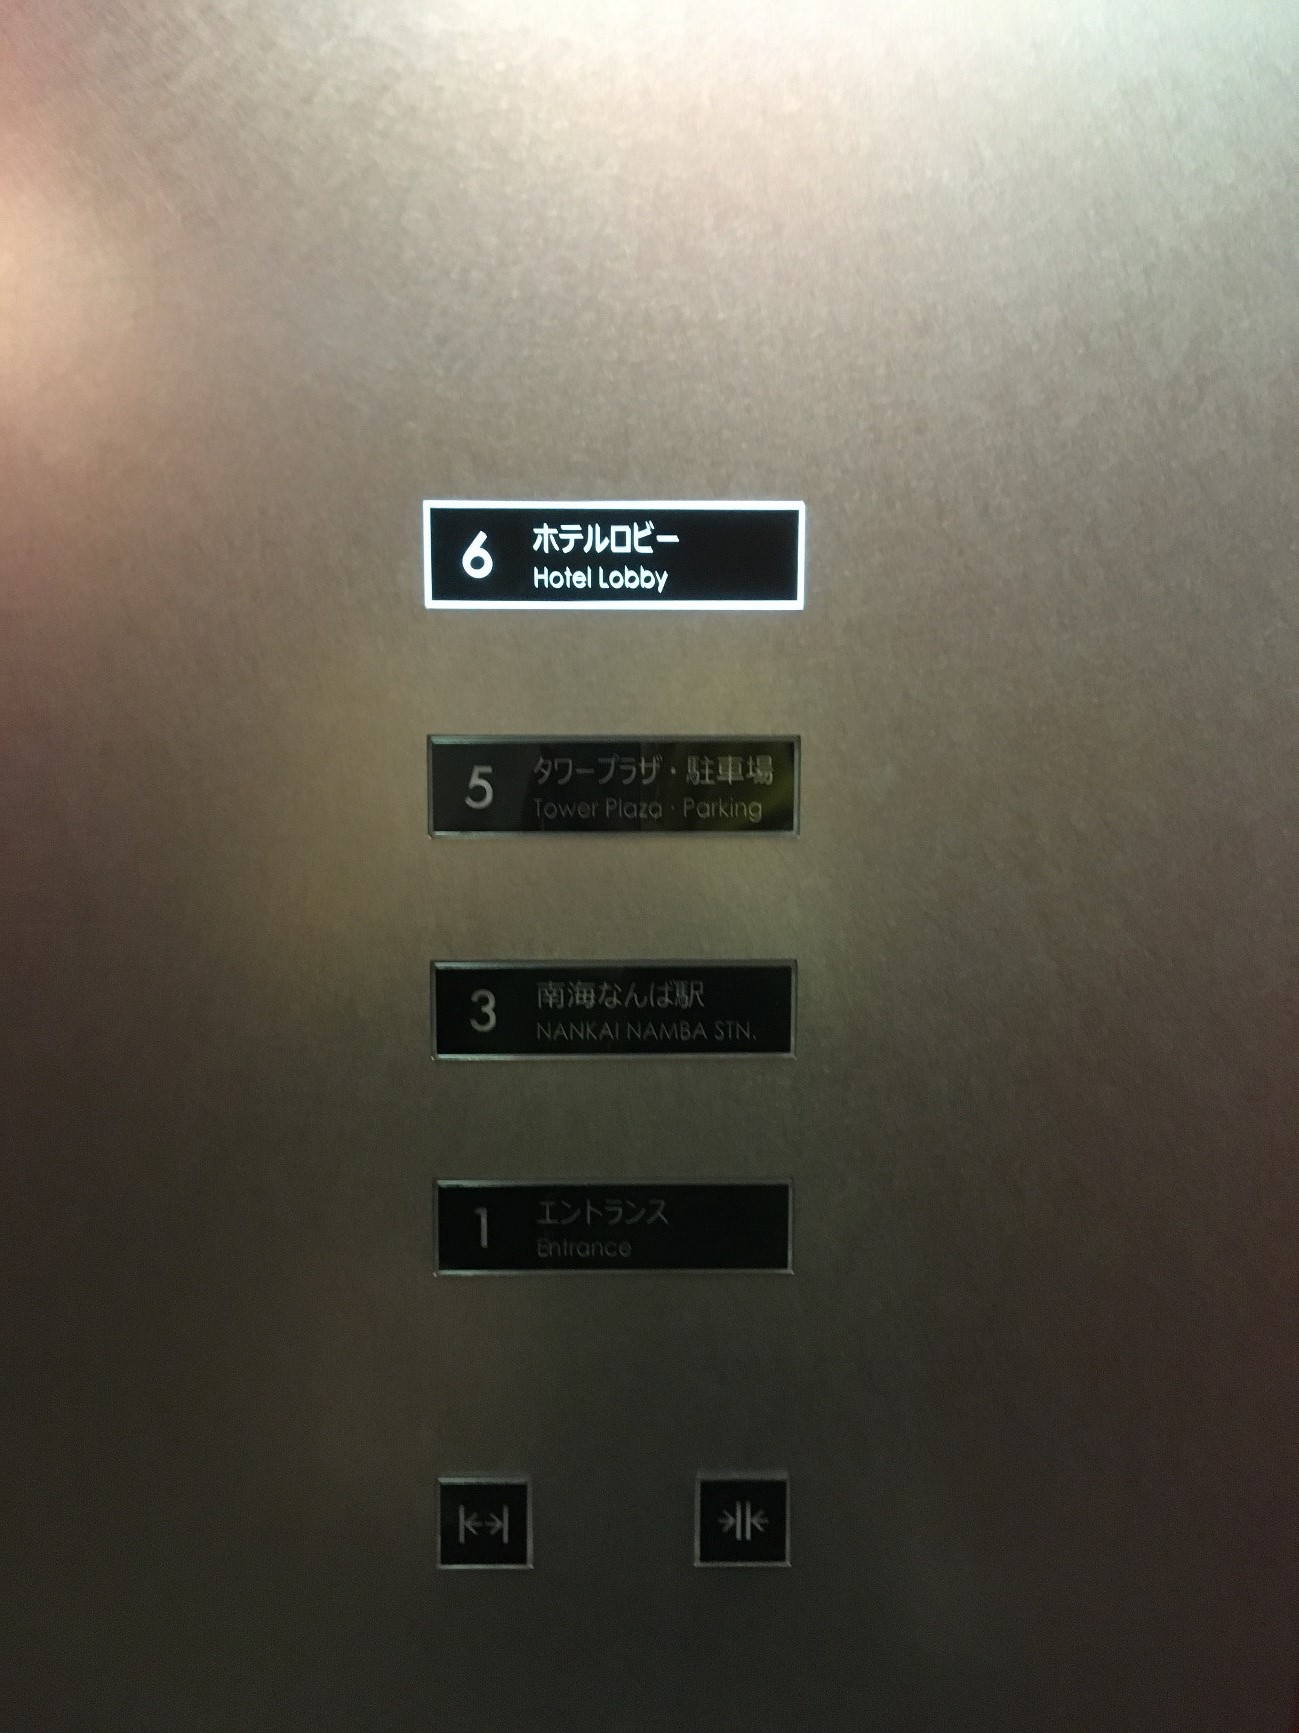 6
ホテルロビー
Hotel Lobby
5
タワープラザ・駐車場
Tower Plaza · Parking
3
南海なんば駅
NANKAI NAMBA STN.
1
エントランス
Entrance